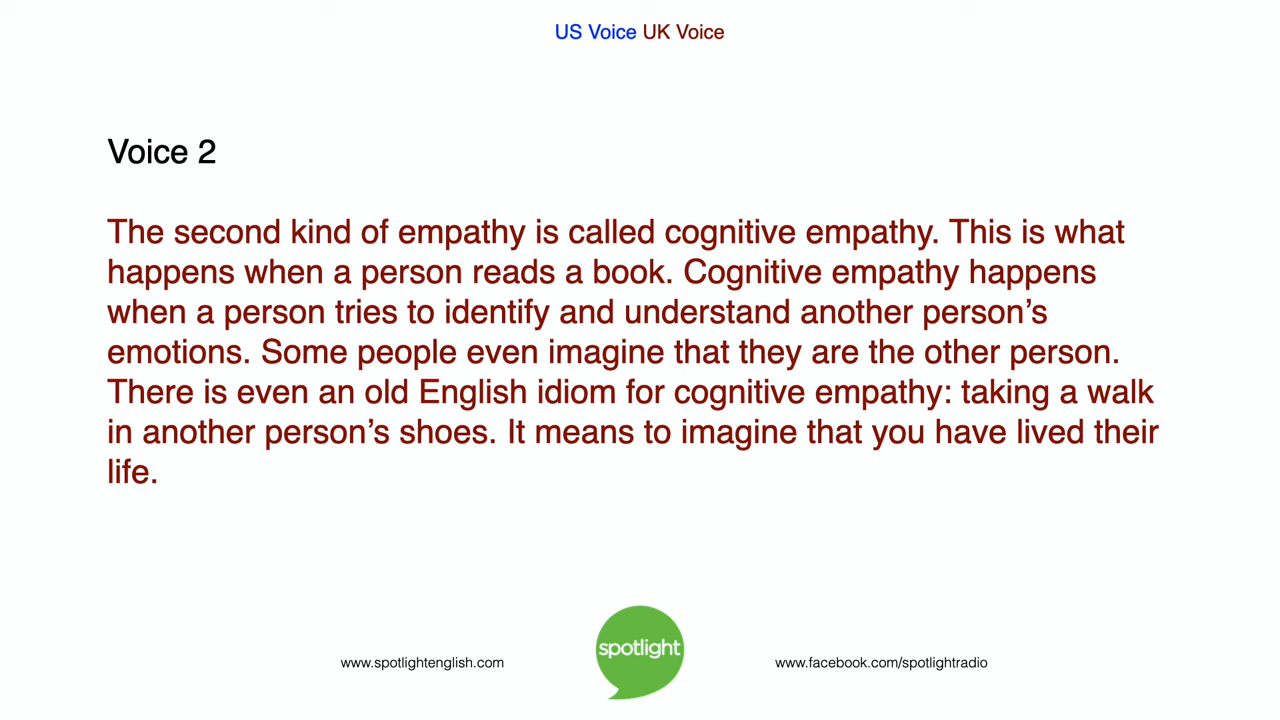 US Voice UK Voice
Voice 2
The second kind of empathy is called cognitive empathy. This is what
happens when a person reads a book. Cognitive empathy happens
when a person tries to identify and understand another person’s
emotions. Some people even imagine that they are the other person.
There is even an old English idiom for cognitive empathy: taking a walk
in another person’s shoes. It means to imagine that you have lived their
life.
www.spotlightenglish.com
spotlight
www.facebook.com/spotlightradio